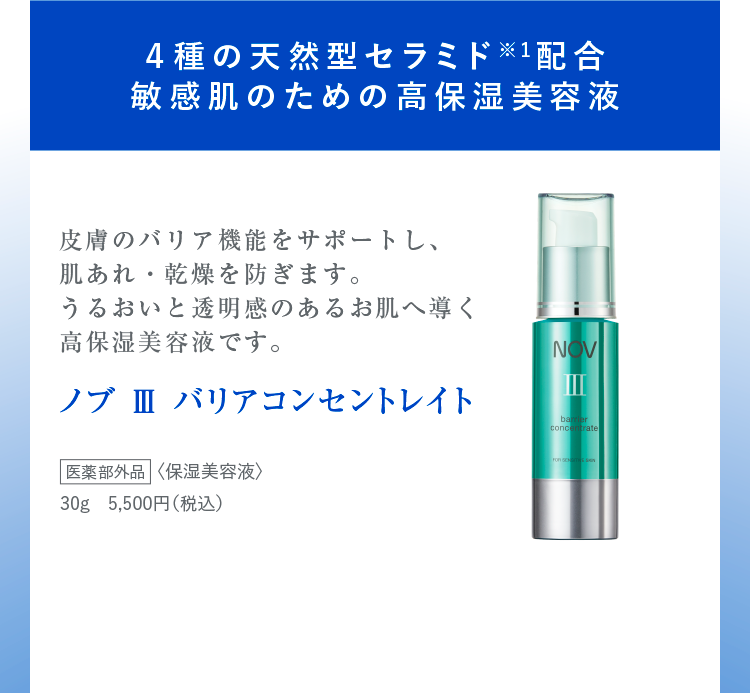 4種の天然型セラミド※1配合
敏感肌のための高保湿美容液
皮膚のバリア機能をサポートし、
肌あれ・乾燥を防ぎます。
うるおいと透明感のあるお肌へ導く
高保湿美容液です。
ノブ Ⅲ バリアコンセントレイト
医薬部外品〈保湿美容液〉
30g 5,500円(税込)
NOV
Ⅲ
barrier
concentrate
FOR SENSITIVE SKIN